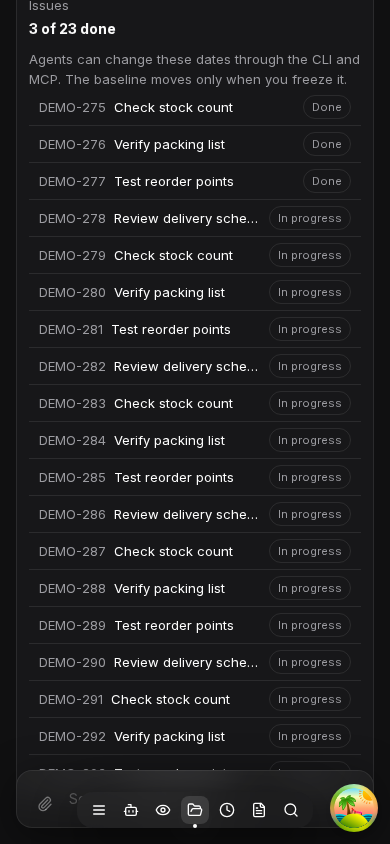 Issues
3 of 23 done
Agents can change these dates through the CLI and
MCP. The baseline moves only when you freeze it.
DEMO-275 Check stock count Done
DEMO-276 Verify packing list Done
DEMO-277 Test reorder points Done
DEMO-278 Review delivery sche... In progress
DEMO-279 Check stock count In progress
DEMO-280 Verify packing list In progress
DEMO-281 Test reorder points In progress
DEMO-282 Review delivery sche... In progress
DEMO-283 Check stock count In progress
DEMO-284 Verify packing list In progress
DEMO-285 Test reorder points In progress
DEMO-286 Review delivery sche... In progress
DEMO-287 Check stock count In progress
DEMO-288 Verify packing list In progress
DEMO-289 Test reorder points In progress
DEMO-290 Review delivery sche... In progress
DEMO-291 Check stock count In progress
DEMO-292 Verify packing list In progress